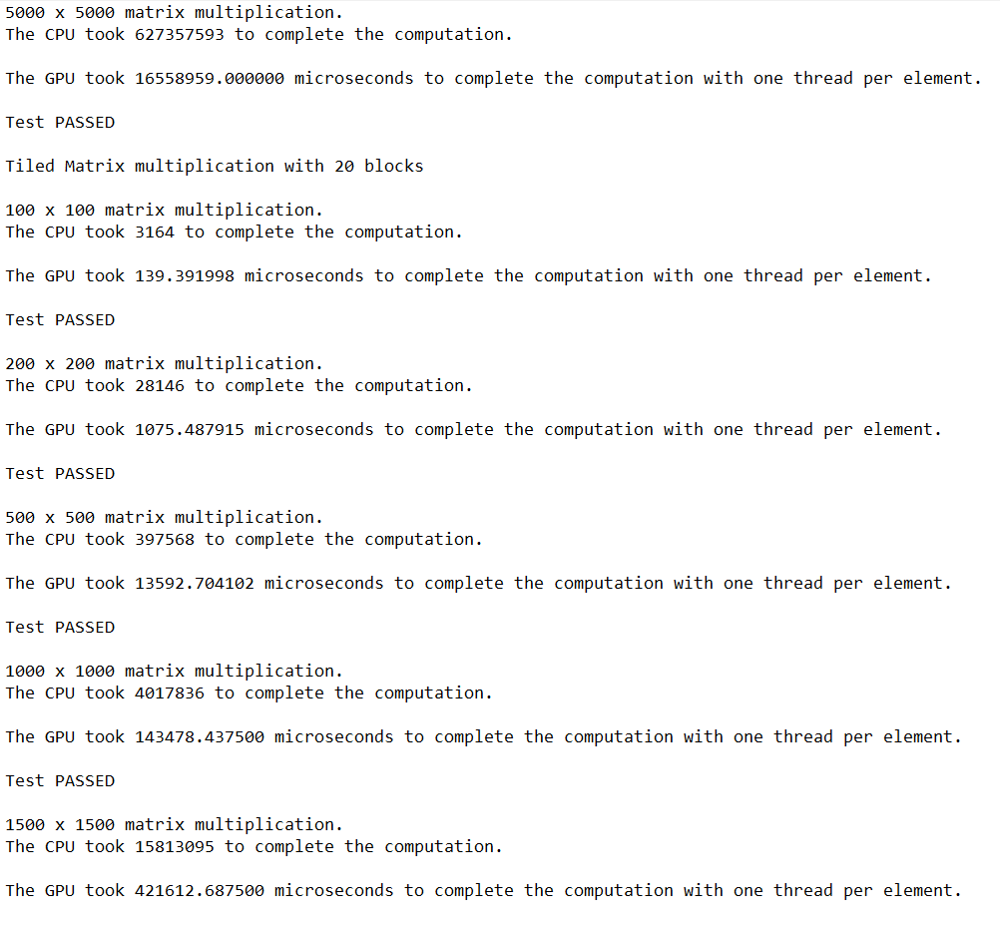 5000 x 5000 matrix multiplication.
The CPU took 627357593 to complete the computation.
The GPU took 16558959.000000 microseconds to complete the computation with one thread per element.
Test PASSED
Tiled Matrix multiplication with 20 blocks
100 x 100 matrix multiplication.
The CPU took 3164 to complete the computation.
The GPU took 139.391998 microseconds to complete the computation with one thread per element.
Test PASSED
200 x 200 matrix multiplication.
The CPU took 28146 to complete the computation.
The GPU took 1075.487915 microseconds to complete the computation with one thread per element.
Test PASSED
500 x 500 matrix multiplication.
The CPU took 397568 to complete the computation.
The GPU took 13592.704102 microseconds to complete the computation with one thread per element.
Test PASSED
1000 x 1000 matrix multiplication.
The CPU took 4017836 to complete the computation.
The GPU took 143478.437500 microseconds to complete the computation with one thread per element.
Test PASSED
1500 x 1500 matrix multiplication.
The CPU took 15813095 to complete the computation.
The GPU took 421612.687500 microseconds to complete the computation with one thread per element.